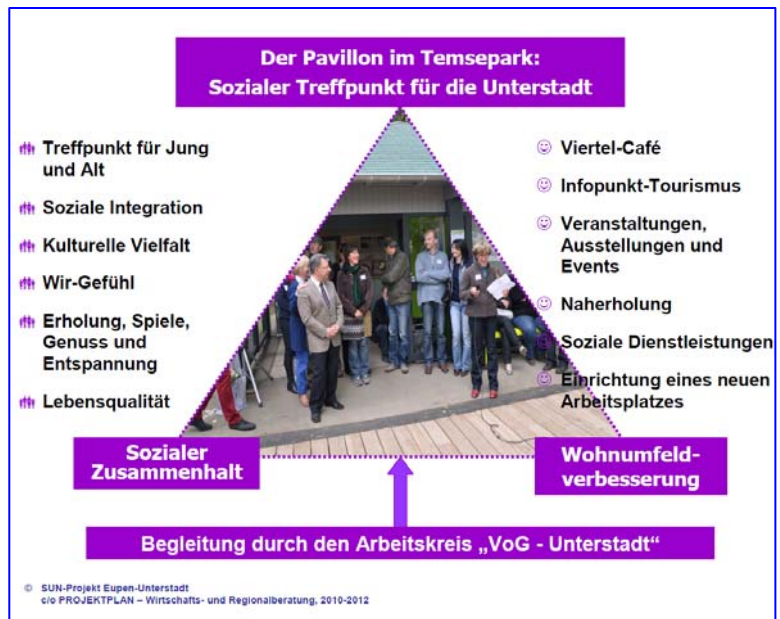 Der Pavillon im Temsepark:
Sozialer Treffpunkt für die Unterstadt
Treffpunkt für Jung
und Alt
Soziale Integration
Kulturelle Vielfalt
Wir-Gefühl
Erholung, Spiele,
Genuss und
Entspannung
Lebensqualität
Viertel-Café
Infopunkt-Tourismus
Veranstaltungen,
Ausstellungen und
Events
Naherholung
Soziale Dienstleistungen
Einrichtung eines neuen
Arbeitsplatzes
Sozialer
Zusammenhalt
Wohnumfeld-
verbesserung
Begleitung durch den Arbeitskreis „VoG - Unterstadt“
© SUN-Projekt Eupen-Unterstadt
c/o PROJEKTPLAN – Wirtschafts- und Regionalberatung, 2010-2012